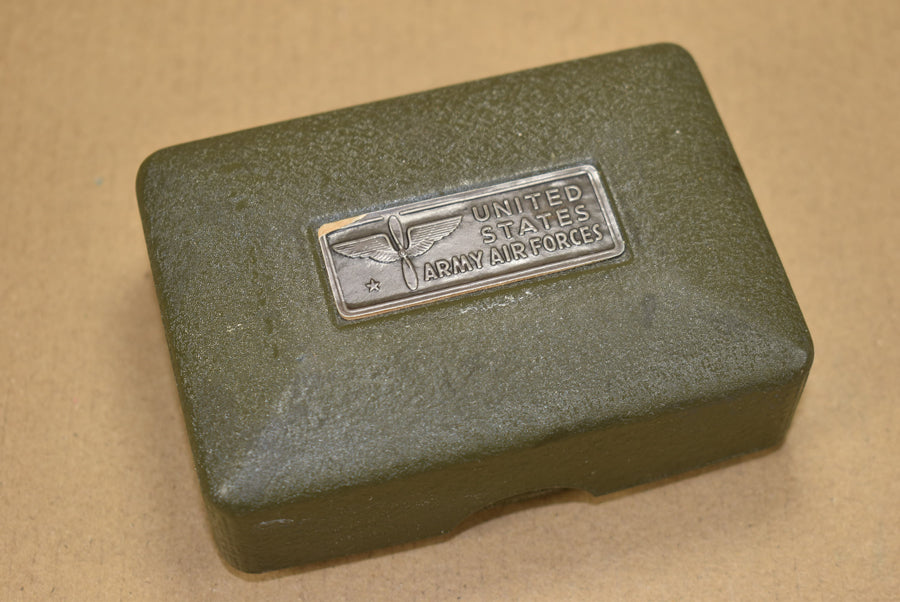 UNITED
STATES
ARMY AIR FORCES